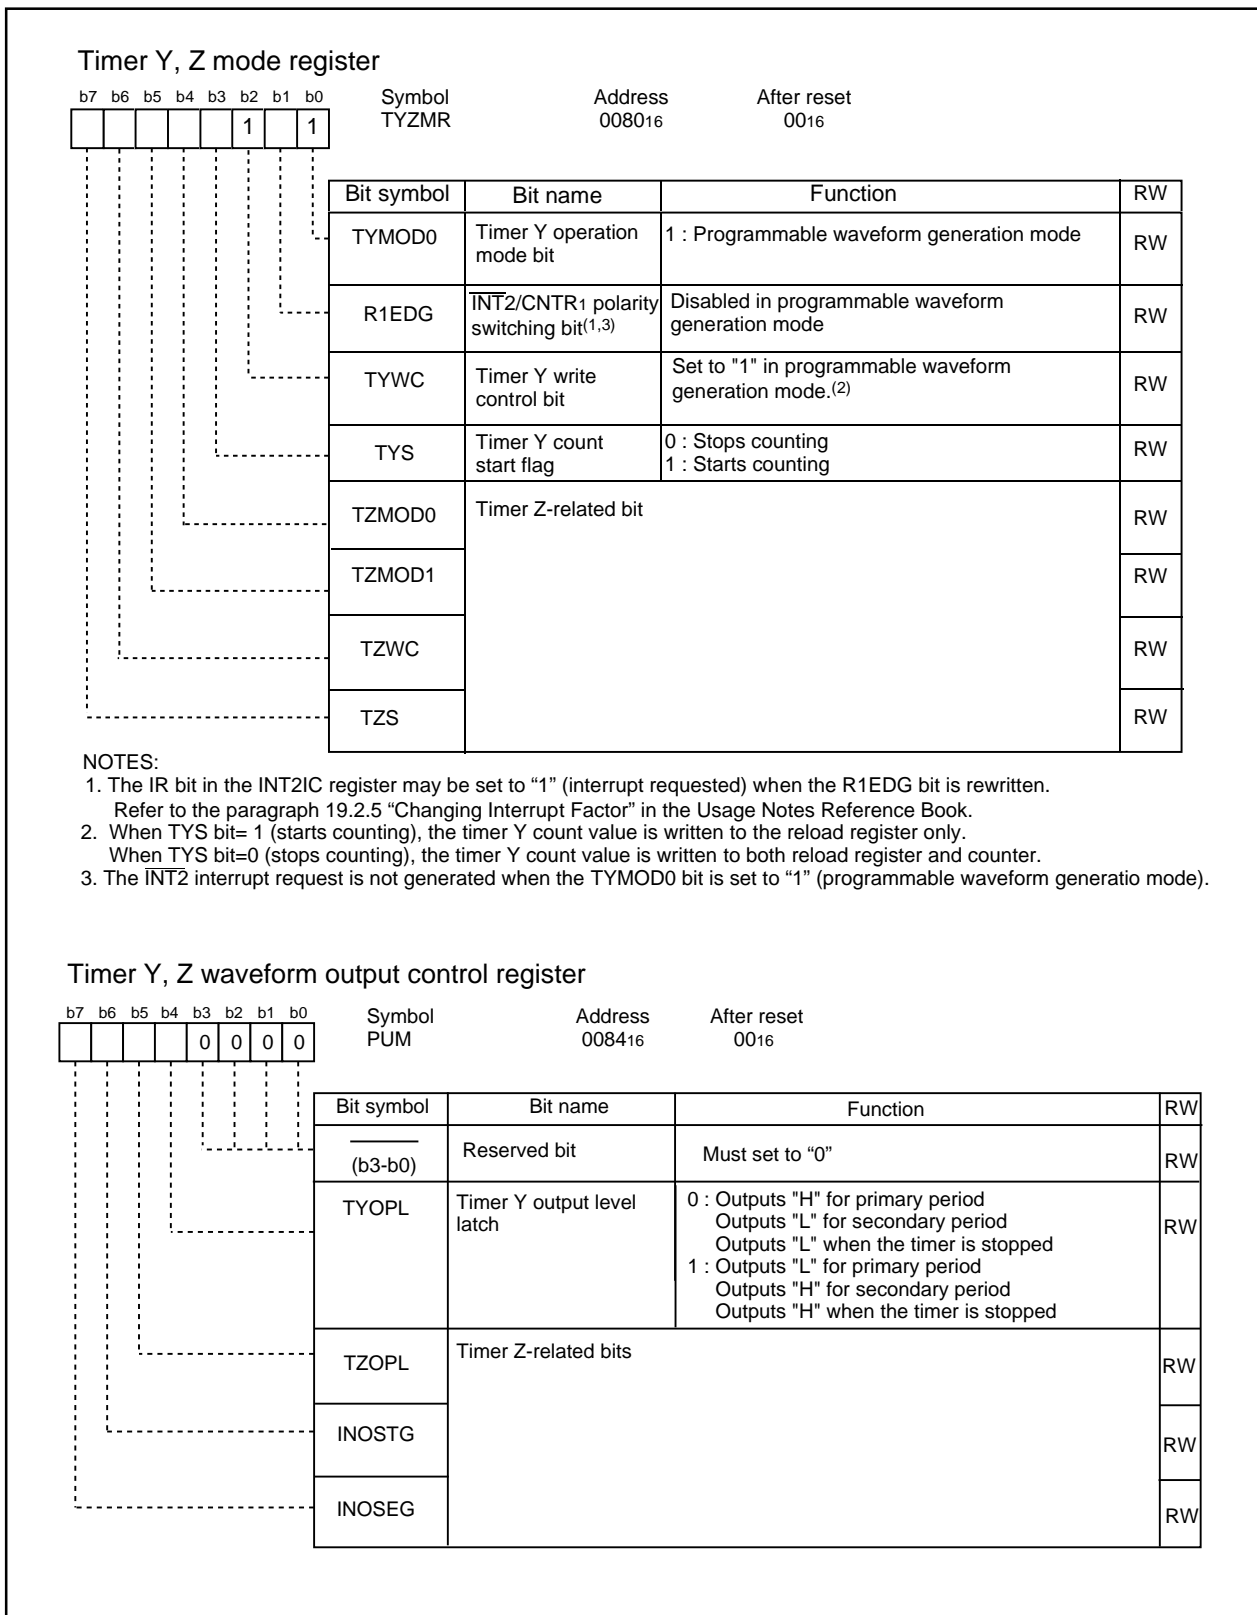 Timer Y, Z mode register
b7 b6 b5 b4 b3 b2 b1 b0
Symbol Address After reset
TYZMR 008016 0016
1 1
Bit symbol Bit name Function RW
TYMOD0 Timer Y operation mode bit 1 : Programmable waveform generation mode RW
R1EDG INT2/CNTR1 polarity switching bit(1,3) Disabled in programmable waveform generation mode RW
TYWC Timer Y write control bit Set to "1" in programmable waveform generation mode.(2) RW
TYS Timer Y count start flag 0 : Stops counting RW
1 : Starts counting
TZMOD0 Timer Z-related bit RW
TZMOD1 RW
TZWC RW
TZS RW
NOTES:
1. The IR bit in the INT2IC register may be set to “1” (interrupt requested) when the R1EDG bit is rewritten.
Refer to the paragraph 19.2.5 “Changing Interrupt Factor” in the Usage Notes Reference Book.
2. When TYS bit= 1 (starts counting), the timer Y count value is written to the reload register only.
When TYS bit=0 (stops counting), the timer Y count value is written to both reload register and counter.
3. The INT2 interrupt request is not generated when the TYMOD0 bit is set to “1” (programmable waveform generatio mode).
Timer Y, Z waveform output control register
b7 b6 b5 b4 b3 b2 b1 b0
Symbol Address After reset
PUM 008416 0016
0 0 0 0
Bit symbol Bit name Function RW
(b3-b0) Reserved bit Must set to “0” RW
TYOPL Timer Y output level latch 0 : Outputs "H" for primary period RW
Outputs "L" for secondary period
Outputs "L" when the timer is stopped
1 : Outputs "L" for primary period
Outputs "H" for secondary period
Outputs "H" when the timer is stopped
TZOPL Timer Z-related bits RW
INOSTG RW
INOSEG RW